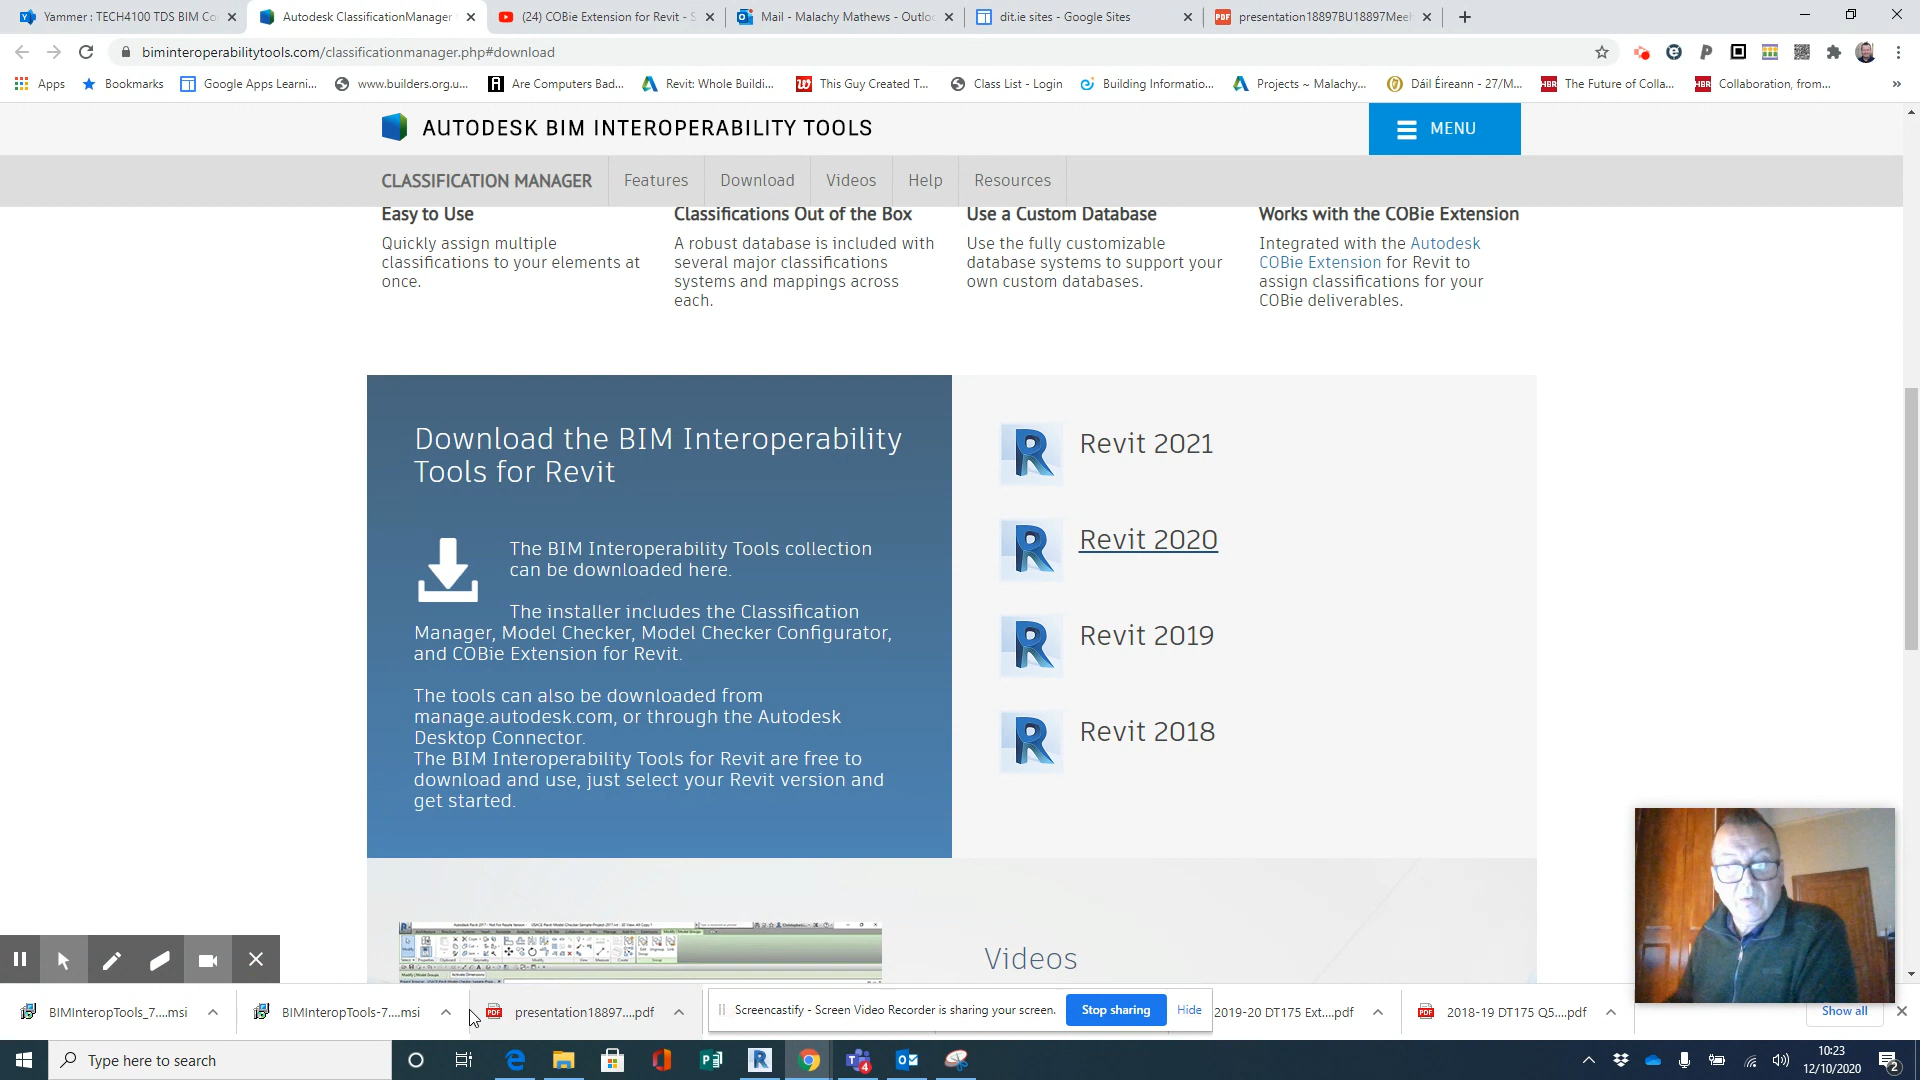 Yammer : TECH4100 TDS BIM Co
Autodesk ClassificationManager
(24) COBie Extension for Revit - S
Mail - Malachy Mathews - Outloo
dit.ie sites - Google Sites
PDF presentation18897BU18897Meet
biminteroperabilitytools.com/classificationmanager.php#download
Apps
Bookmarks
Google Apps Learni...
www.builders.org.u...
Are Computers Bad...
Revit: Whole Buildi...
This Guy Created T...
Class List - Login
Building Informatio...
Projects ~ Malachy...
Dáil Éireann - 27/M...
HBR The Future of Colla...
HBR Collaboration, from...
AUTODESK BIM INTEROPERABILITY TOOLS
MENU
CLASSIFICATION MANAGER
Features
Download
Videos
Help
Resources
Easy to Use
Quickly assign multiple
classifications to your elements at
once.
Classifications Out of the Box
A robust database is included with
several major classifications
systems and mappings across
each.
Use a Custom Database
Use the fully customizable
database systems to support your
own custom databases.
Works with the COBie Extension
Integrated with the Autodesk
COBie Extension for Revit to
assign classifications for your
COBie deliverables.
Download the BIM Interoperability
Tools for Revit
The BIM Interoperability Tools collection
can be downloaded here.
The installer includes the Classification
Manager, Model Checker, Model Checker Configurator,
and COBie Extension for Revit.
The tools can also be downloaded from
manage.autodesk.com, or through the Autodesk
Desktop Connector.
The BIM Interoperability Tools for Revit are free to
download and use, just select your Revit version and
get started.
R Revit 2021
R Revit 2020
R Revit 2019
R Revit 2018
Videos
BIMInteropTools_7....msi
BIMInteropTools-7....msi
PDF presentation18897....pdf
Screencastify - Screen Video Recorder is sharing your screen.
Stop sharing
Hide
2019-20 DT175 Ext....pdf
PDF 2018-19 DT175 Q5....pdf
Show all
Type here to search
4
10:23
12/10/2020
2